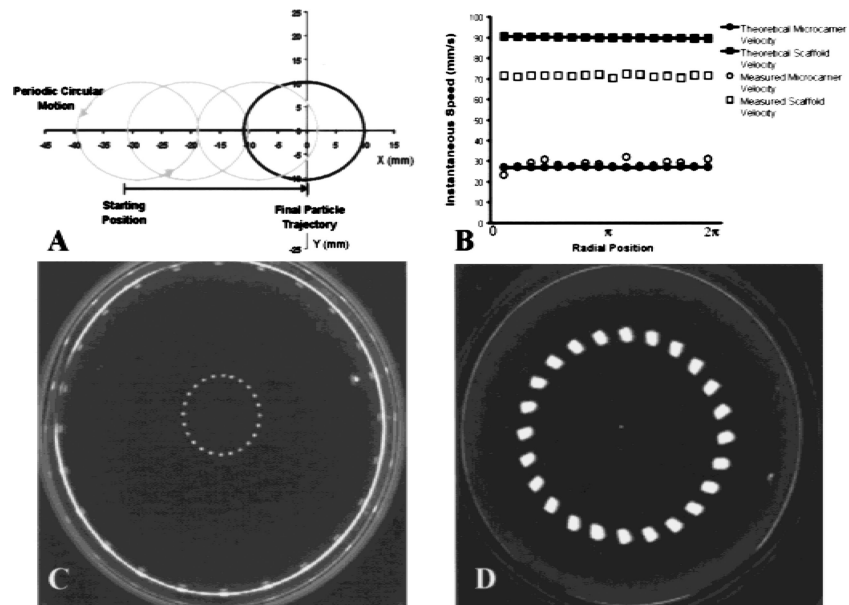 25
20
15
10
5
0
Periodic Circular
Motion
-45 -40 -35 -30 -25 -20 -15 -10 -5 0 5 10 15
X (mm)
-5
-10
Starting
Position
Final Particle
Trajectory
-25
Y (mm)
A
100
90
80
70
60
50
40
30
20
10
0
Instantaneous Speed (mm/s)
0 π 2π
Radial Position
B
Theoretical Microcarrier
Velocity
Theoretical Scaffold
Velocity
Measured Microcarrier
Velocity
Measured Scaffold
Velocity
C
D